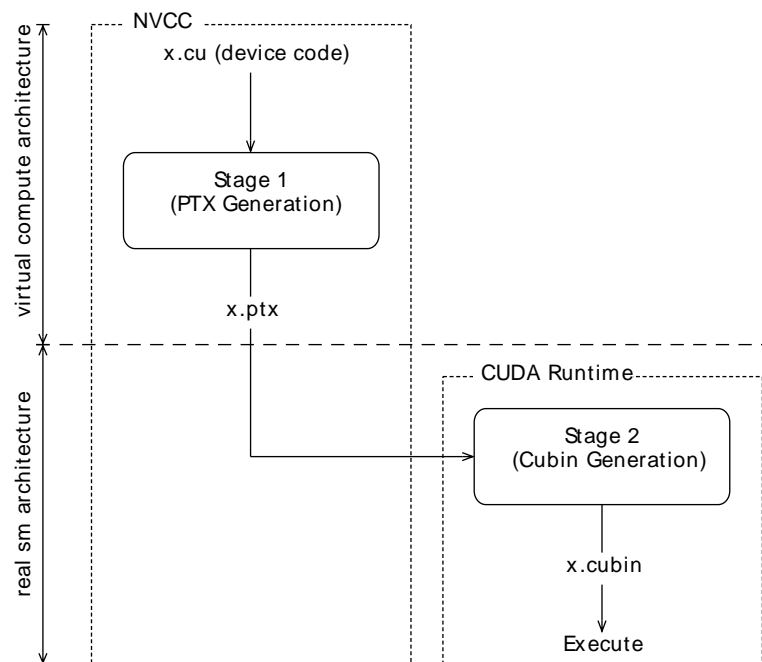 NVCC
x.cu (device code)
Stage 1
(PTX Generation)
x.ptx
virtual compute architecture
CUDA Runtime
Stage 2
(Cubin Generation)
x.cubin
Execute
real sm architecture